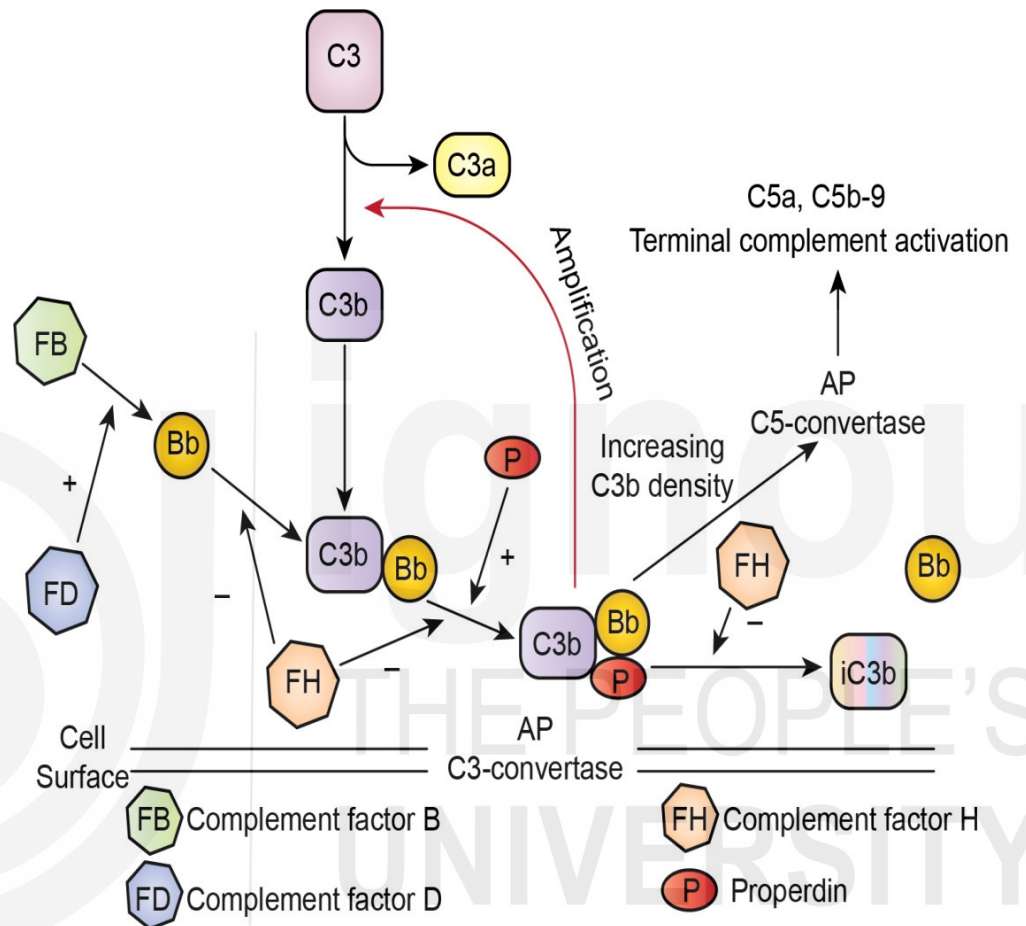 C3
C3a
Amplification
C5a, C5b-9
Terminal complement activation
C3b
FB
AP
C5-convertase
Bb
P
Increasing
C3b density
+
+
C3b
Bb
FH
Bb
FD
–
–
Bb
C3b
P
iC3b
FH
–
Cell
Surface
AP
C3-convertase
FB Complement factor B
FH Complement factor H
FD Complement factor D
P Properdin
ignou
THE PEOPLE'S
UNIVERSITY